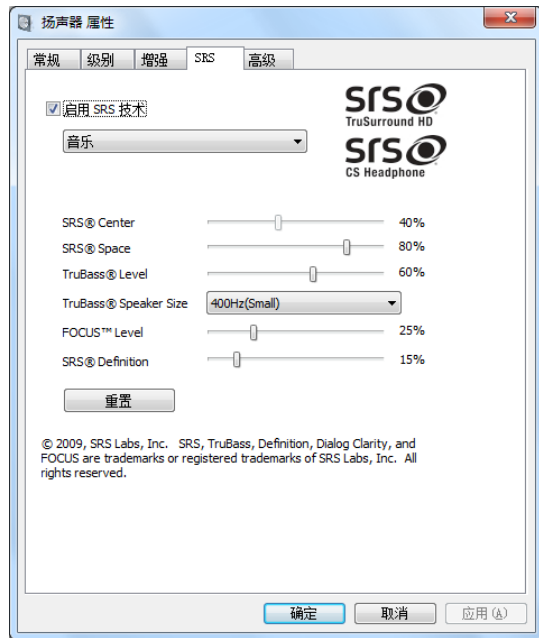 扬声器 属性
常规 级别 增强 SRS 高级
启用 SRS 技术
音乐
SRS
TruSurround HD
SRS
CS Headphone
SRS® Center 40%
SRS® Space 80%
TruBass® Level 60%
TruBass® Speaker Size 400Hz(Small)
FOCUS™ Level 25%
SRS® Definition 15%
重置
© 2009, SRS Labs, Inc. SRS, TruBass, Definition, Dialog Clarity, and
FOCUS are trademarks or registered trademarks of SRS Labs, Inc. All
rights reserved.
确定 取消 应用(A)